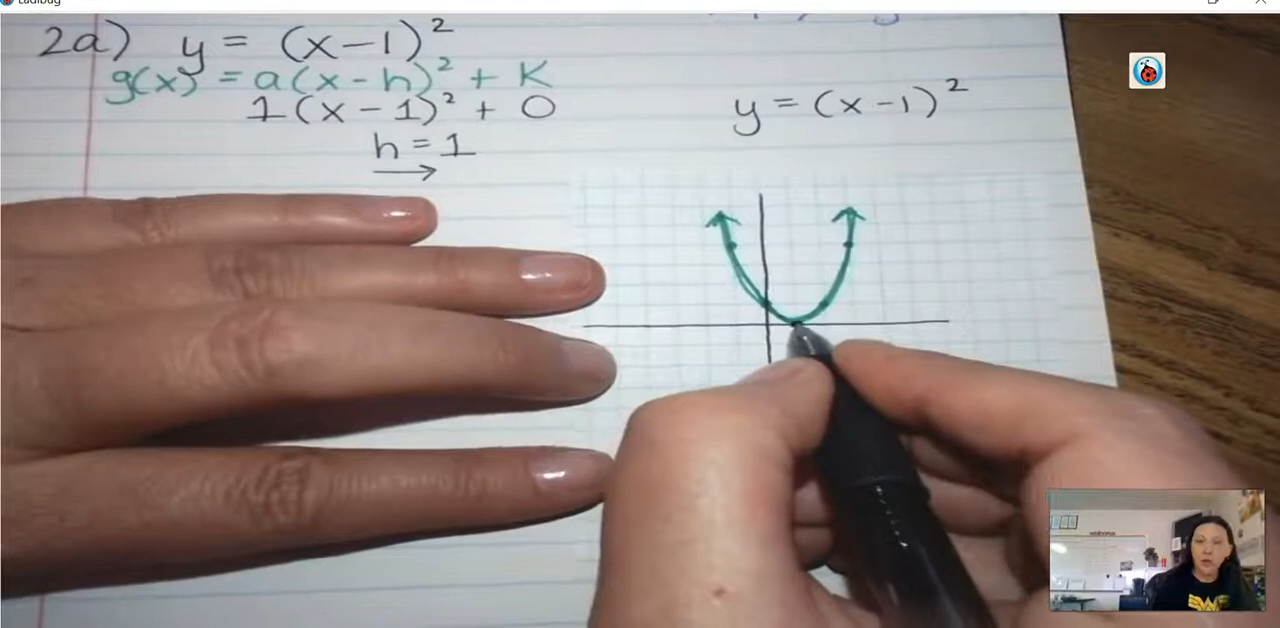 Ladibug
2a) y = (x-1)²
g(x) = a(x-h)² + K
1(x-1)² + 0
h = 1
y = (x-1)²